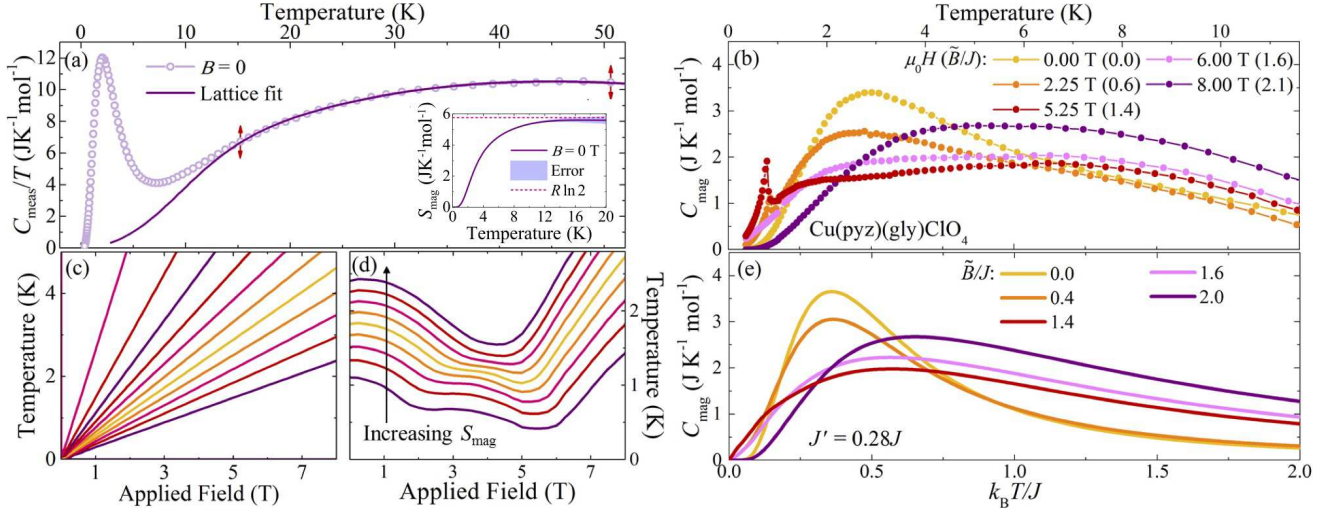 Temperature (K)
0 10 20 30 40 50
(a)
12
10
8
6
4
2
0
C_meas/T (JK⁻¹mol⁻¹)
B = 0
Lattice fit
6
5
4
3
2
1
0
S_mag (JK⁻¹mol⁻¹)
B = 0 T
Error
R ln 2
4 8 12 16 20
Temperature (K)
Temperature (K)
0 2 4 6 8 10
(b)
μ₀H (B̃/J):
0.00 T (0.0)
2.25 T (0.6)
5.25 T (1.4)
6.00 T (1.6)
8.00 T (2.1)
4
3
2
1
0
C_mag (J K⁻¹ mol⁻¹)
Cu(pyz)(gly)ClO₄
(c)
4
2
0
Temperature (K)
1 3 5 7
Applied Field (T)
(d)
Increasing S_mag
2
1
0
Temperature (K)
1 3 5 7
Applied Field (T)
(e)
B̃/J:
0.0
0.4
1.4
1.6
2.0
4
3
2
1
0
C_mag (J K⁻¹ mol⁻¹)
J′ = 0.28J
0.0 0.5 1.0 1.5 2.0
k_BT/J